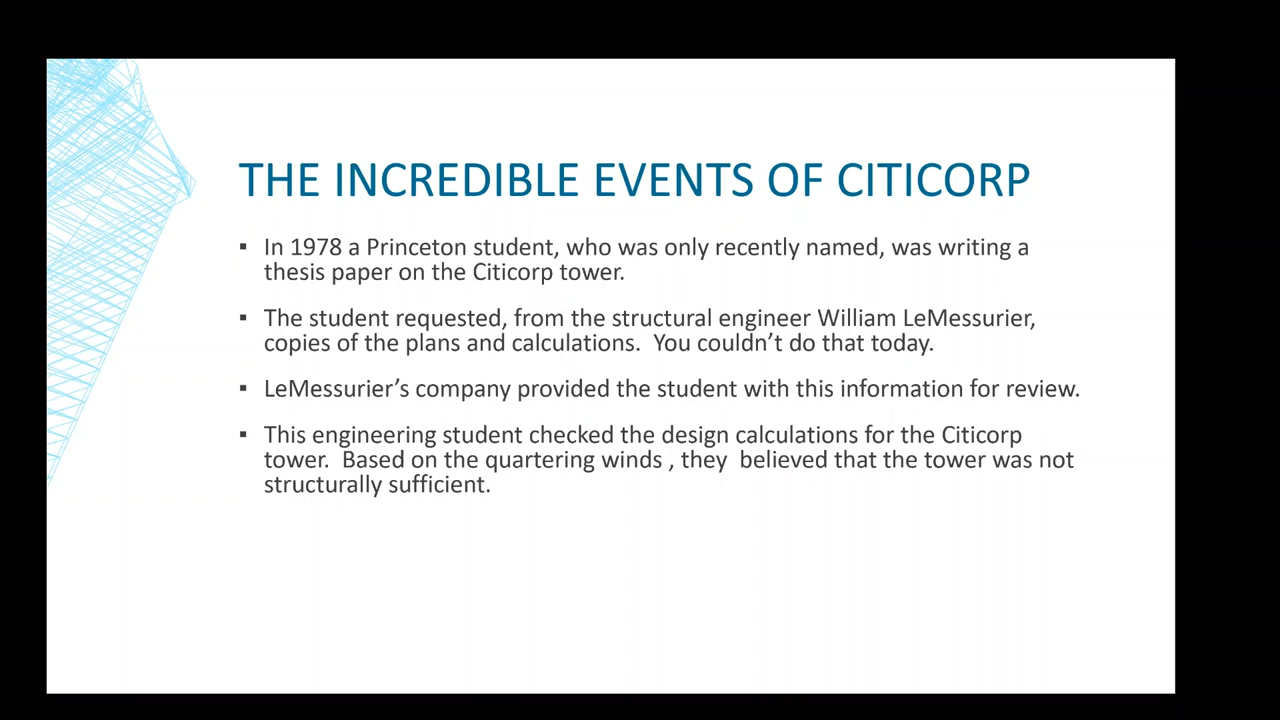 THE INCREDIBLE EVENTS OF CITICORP
▪ In 1978 a Princeton student, who was only recently named, was writing a
thesis paper on the Citicorp tower.
▪ The student requested, from the structural engineer William LeMessurier,
copies of the plans and calculations.  You couldn't do that today.
▪ LeMessurier's company provided the student with this information for review.
▪ This engineering student checked the design calculations for the Citicorp
tower.  Based on the quartering winds , they  believed that the tower was not
structurally sufficient.